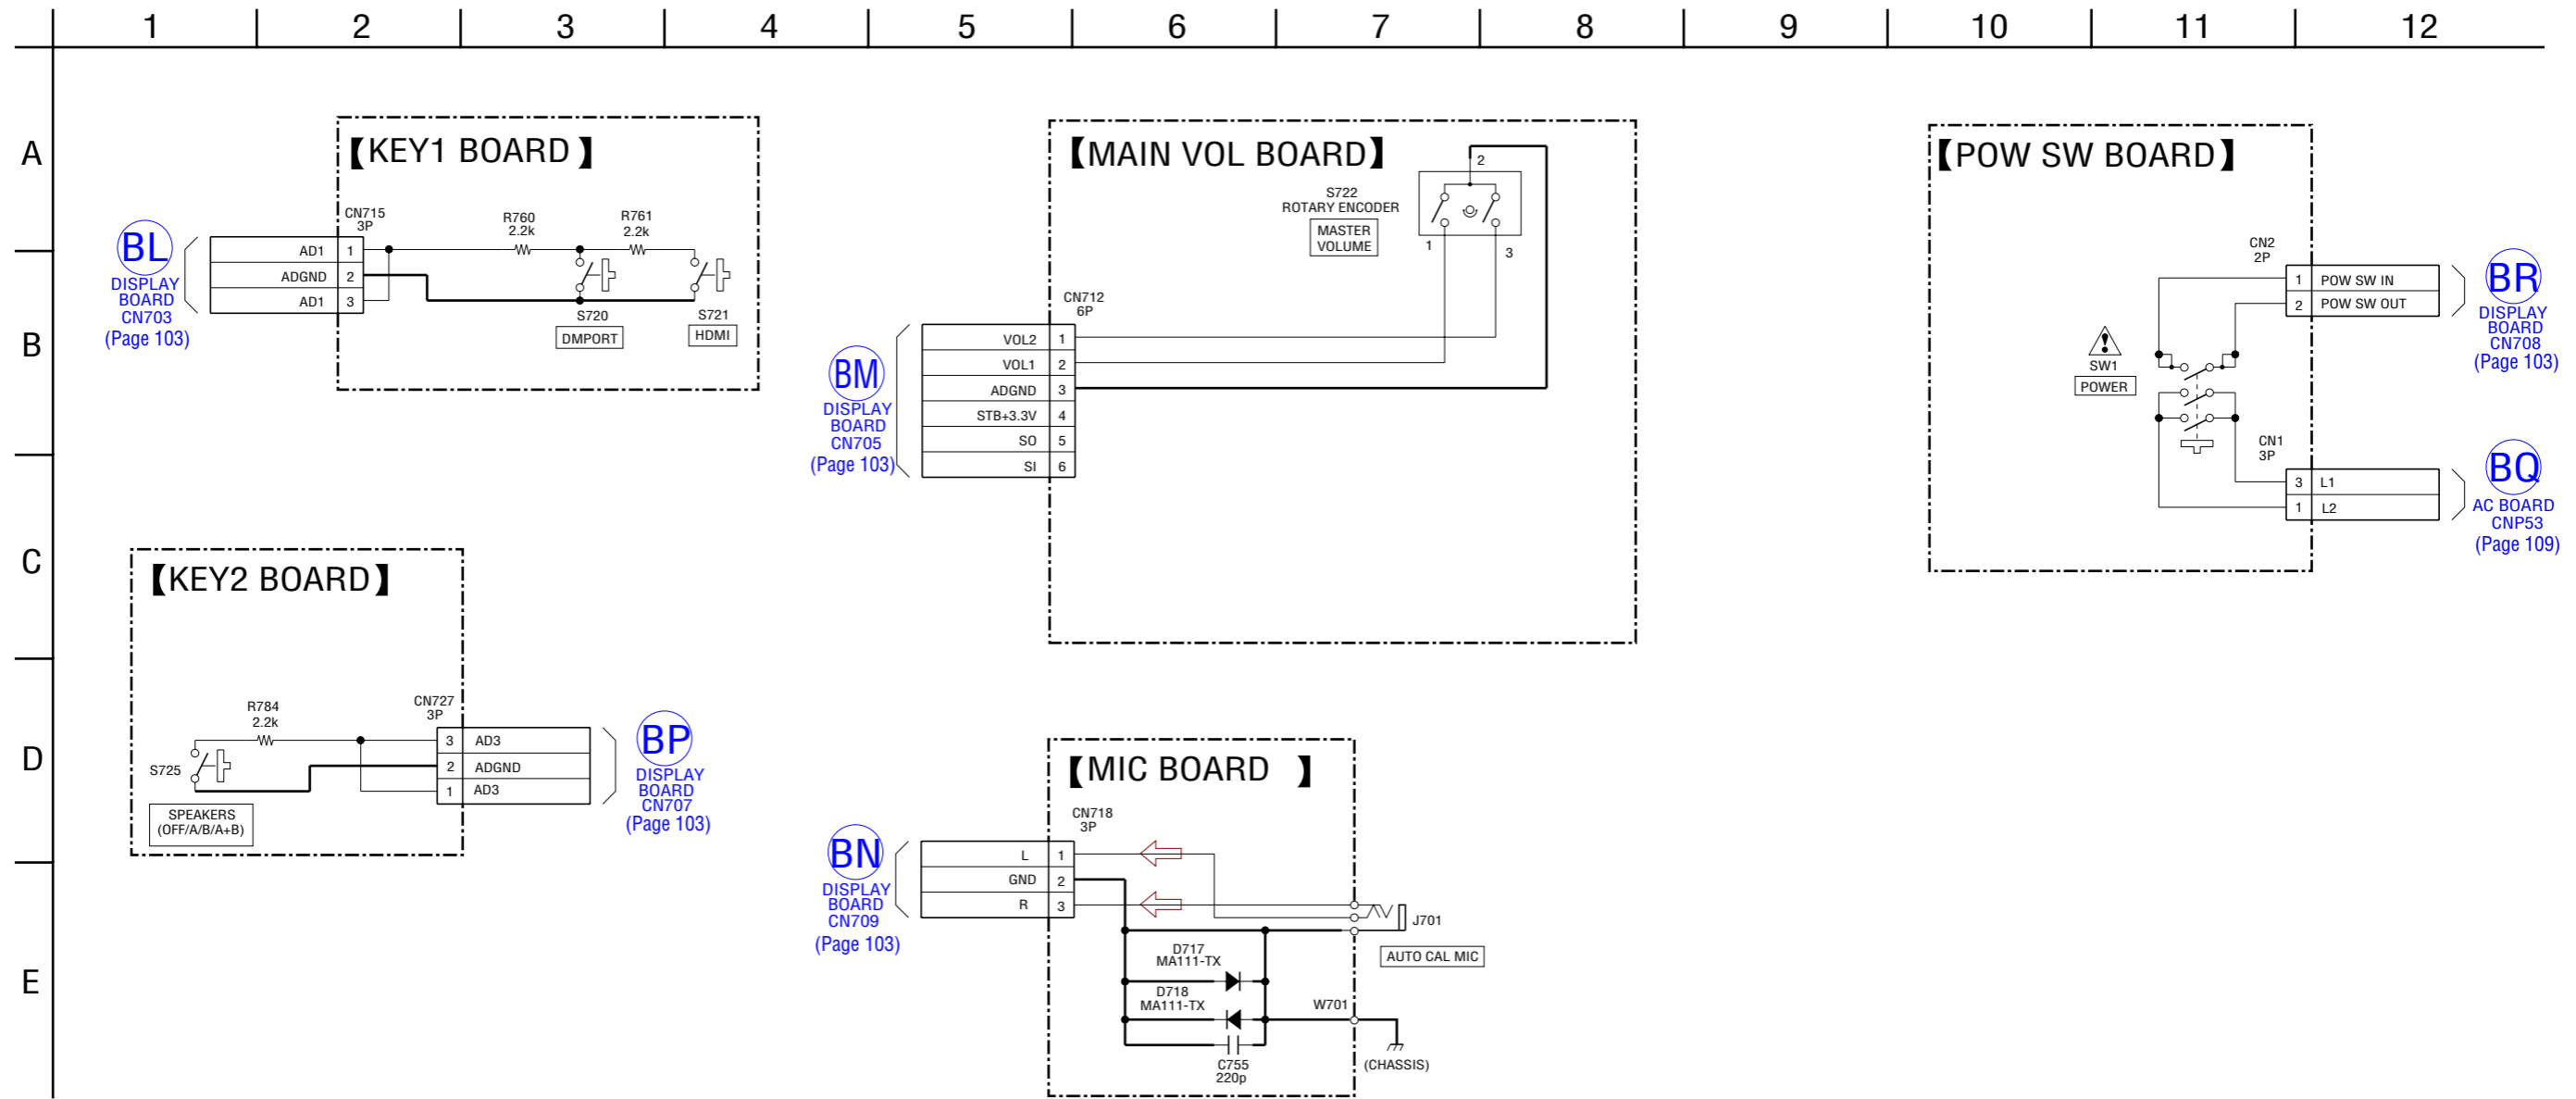 1 2 3 4 5 6 7 8 9 10 11 12
A
B
C
D
E
【KEY1 BOARD】
CN715
3P
R760
2.2k
R761
2.2k
BL
DISPLAY
BOARD
CN703
(Page 103)
AD1 1
ADGND 2
AD1 3
S720
DMPORT
S721
HDMI
【MAIN VOL BOARD】
S722
ROTARY ENCODER
MASTER
VOLUME
2
1
3
CN712
6P
BM
DISPLAY
BOARD
CN705
(Page 103)
VOL2 1
VOL1 2
ADGND 3
STB+3.3V 4
SO 5
SI 6
【POW SW BOARD】
CN2
2P
1 POW SW IN
2 POW SW OUT
BR
DISPLAY
BOARD
CN708
(Page 103)
SW1
POWER
CN1
3P
3 L1
1 L2
BQ
AC BOARD
CNP53
(Page 109)
【KEY2 BOARD】
R784
2.2k
CN727
3P
S725
SPEAKERS
(OFF/A/B/A+B)
3 AD3
2 ADGND
1 AD3
BP
DISPLAY
BOARD
CN707
(Page 103)
【MIC BOARD】
CN718
3P
BN
DISPLAY
BOARD
CN709
(Page 103)
L 1
GND 2
R 3
J701
AUTO CAL MIC
D717
MA111-TX
D718
MA111-TX
W701
C755
220p
(CHASSIS)